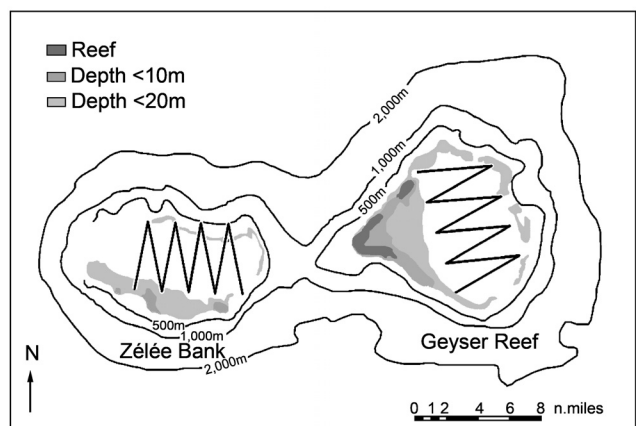 Reef
Depth <10m
Depth <20m
2,000m
1,000m
500m
500m
1,000m
Zélée Bank
2,000m
Geyser Reef
N
0 1 2 4 6 8 n.miles